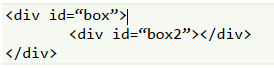 <div id=“box”>
<div id=“box2”></div>
</div>